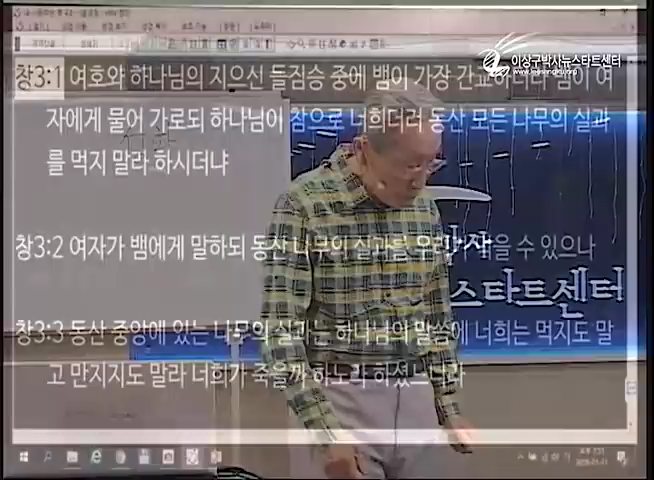 이상구박사뉴스타트센터
창3:1 여호와 하나님의 지으신 들짐승 중에 뱀이 가장 간교하더라 뱀이 여
자에게 물어 가로되 하나님이 참으로 너희더러 동산 모든 나무의 실과
를 먹지 말라 하시더냐
창3:2 여자가 뱀에게 말하되 동산 나무의 실과를 우리가 먹을 수 있으나
스타트센터
창3:3 동산 중앙에 있는 나무의 실과는 하나님의 말씀에 너희는 먹지도 말
고 만지지도 말라 너희가 죽을까 하노라 하셨느니라